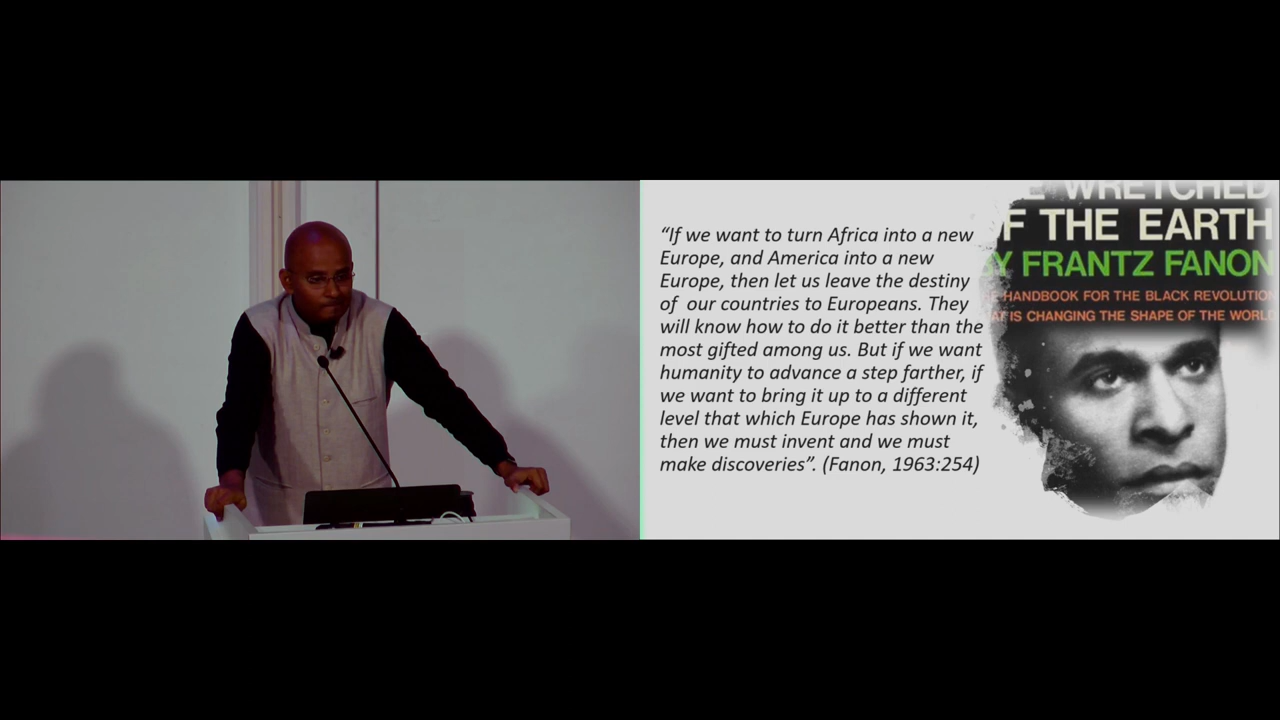 “If we want to turn Africa into a new
Europe, and America into a new
Europe, then let us leave the destiny
of  our countries to Europeans. They
will know how to do it better than the
most gifted among us. But if we want
humanity to advance a step farther, if
we want to bring it up to a different
level that which Europe has shown it,
then we must invent and we must
make discoveries”. (Fanon, 1963:254)
WRETCHED
OF THE EARTH
BY FRANTZ FANON
HANDBOOK FOR THE BLACK REVOLUTION
IS CHANGING THE SHAPE OF THE WORLD